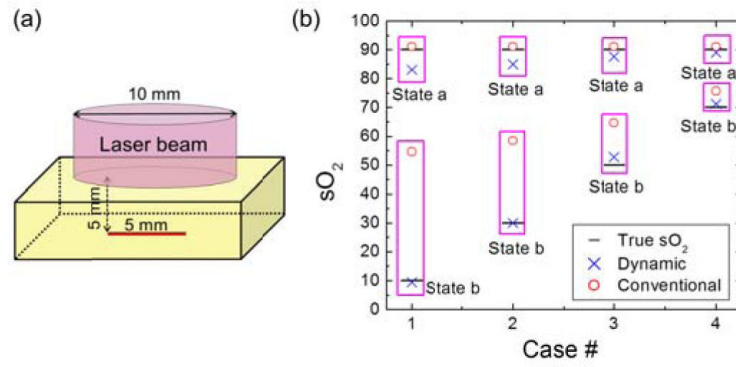 (a)
10 mm
Laser beam
5 mm
5 mm
(b)
sO₂
100
90
80
70
60
50
40
30
20
10
0
State a
State a
State a
State a
State b
State b
State b
State b
True sO₂
Dynamic
Conventional
1
2
3
4
Case #